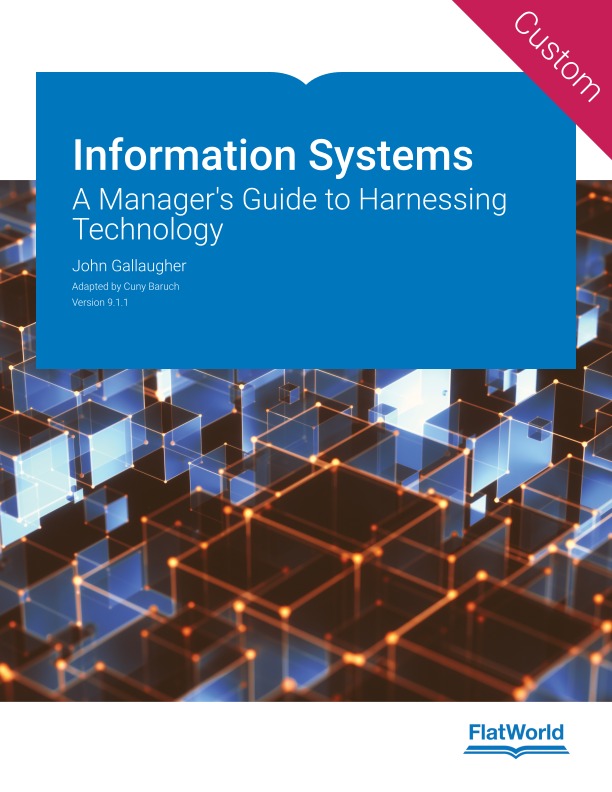 Custom
Information Systems
A Manager's Guide to Harnessing
Technology
John Gallaugher
Adapted by Cuny Baruch
Version 9.1.1
FlatWorld